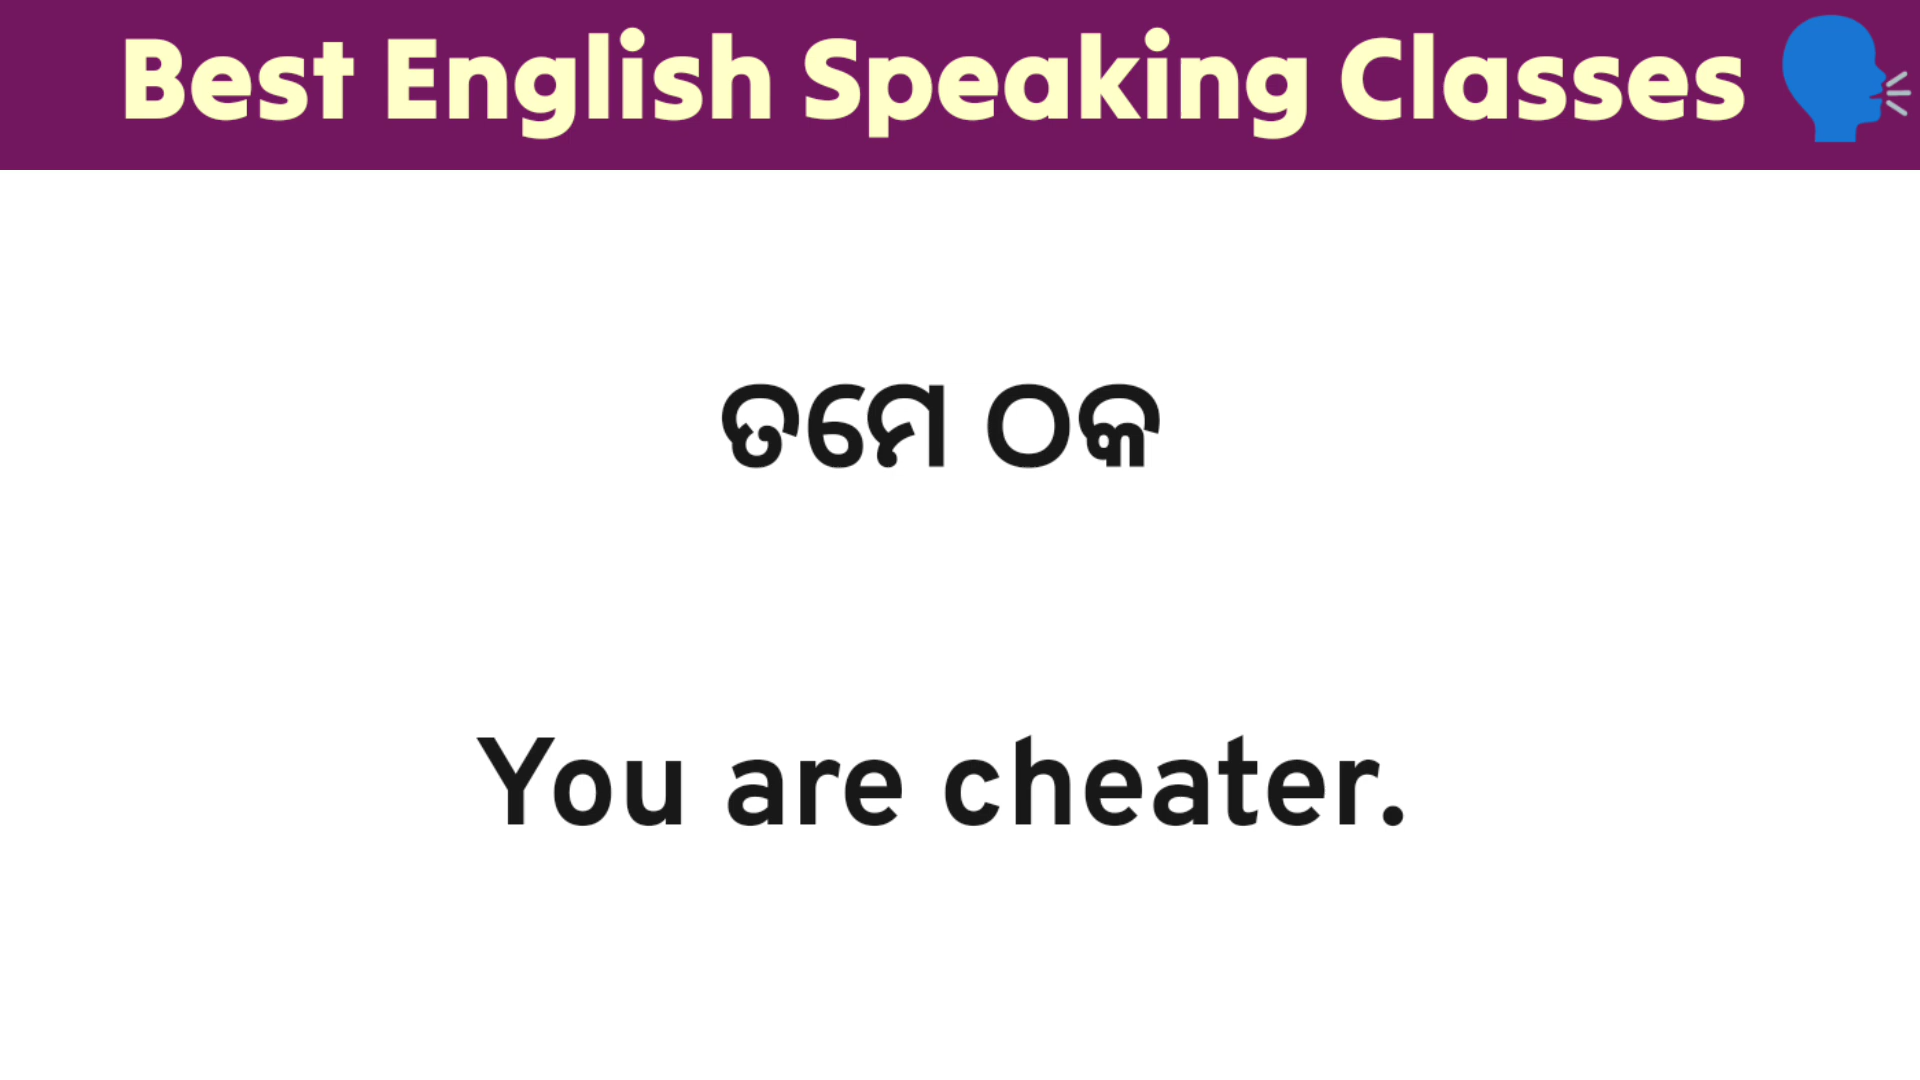 Best English Speaking Classes
ତମେ ଠକ
You are cheater.